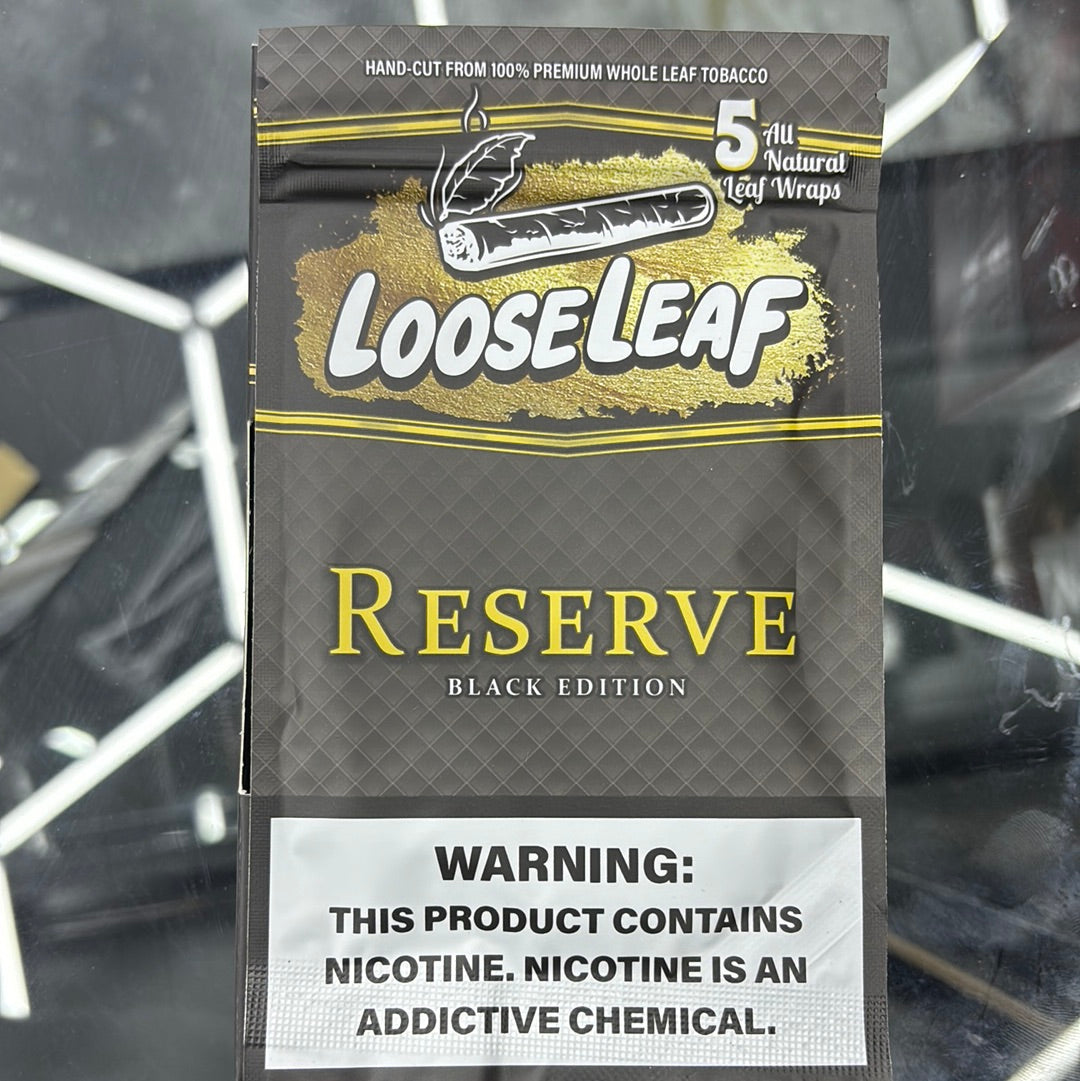 HAND-CUT FROM 100% PREMIUM WHOLE LEAF TOBACCO
5 All
Natural
Leaf Wraps
LOOSELEAF
RESERVE
BLACK EDITION
WARNING:
THIS PRODUCT CONTAINS
NICOTINE. NICOTINE IS AN
ADDICTIVE CHEMICAL.